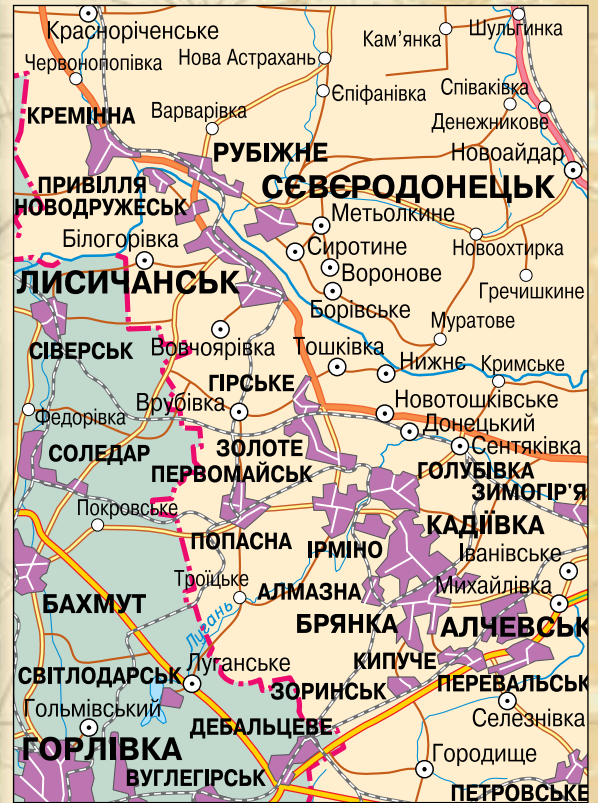 Красноріченське
Шульгинка
Кам'янка
Червонопопівка
Нова Астрахань
Єпіфанівка
Співаківка
КРЕМІННА
Варварівка
Денежникове
РУБІЖНЕ
Новоайдар
ПРИВІЛЛЯ
СЄВЄРОДОНЕЦЬК
НОВОДРУЖЕСЬК
Метьолкине
Білогорівка
Сиротине
Новоохтирка
Воронове
ЛИСИЧАНСЬК
Гречишкине
Борівське
Муратове
СІВЕРСЬК
Вовчоярівка
Тошківка
Нижнє
Кримське
ГІРСЬКЕ
Врубівка
Новотошківське
Федорівка
Донецький
СОЛЕДАР
ЗОЛОТЕ
Сентяківка
ПЕРВОМАЙСЬК
ГОЛУБІВКА
ЗИМОГІР'Я
Покровське
КАДІЇВКА
ПОПАСНА
ІРМІНО
Іванівське
Троїцьке
АЛМАЗНА
Михайлівка
БАХМУТ
Лугань
БРЯНКА
АЛЧЕВСЬК
Луганське
КИПУЧЕ
СВІТЛОДАРСЬК
ЗОРИНСЬК
ПЕРЕВАЛЬСЬК
Гольмівський
Селезнівка
ДЕБАЛЬЦЕВЕ
ГОРЛІВКА
Городище
ВУГЛЕГІРСЬК
ПЕТРОВСЬКЕ